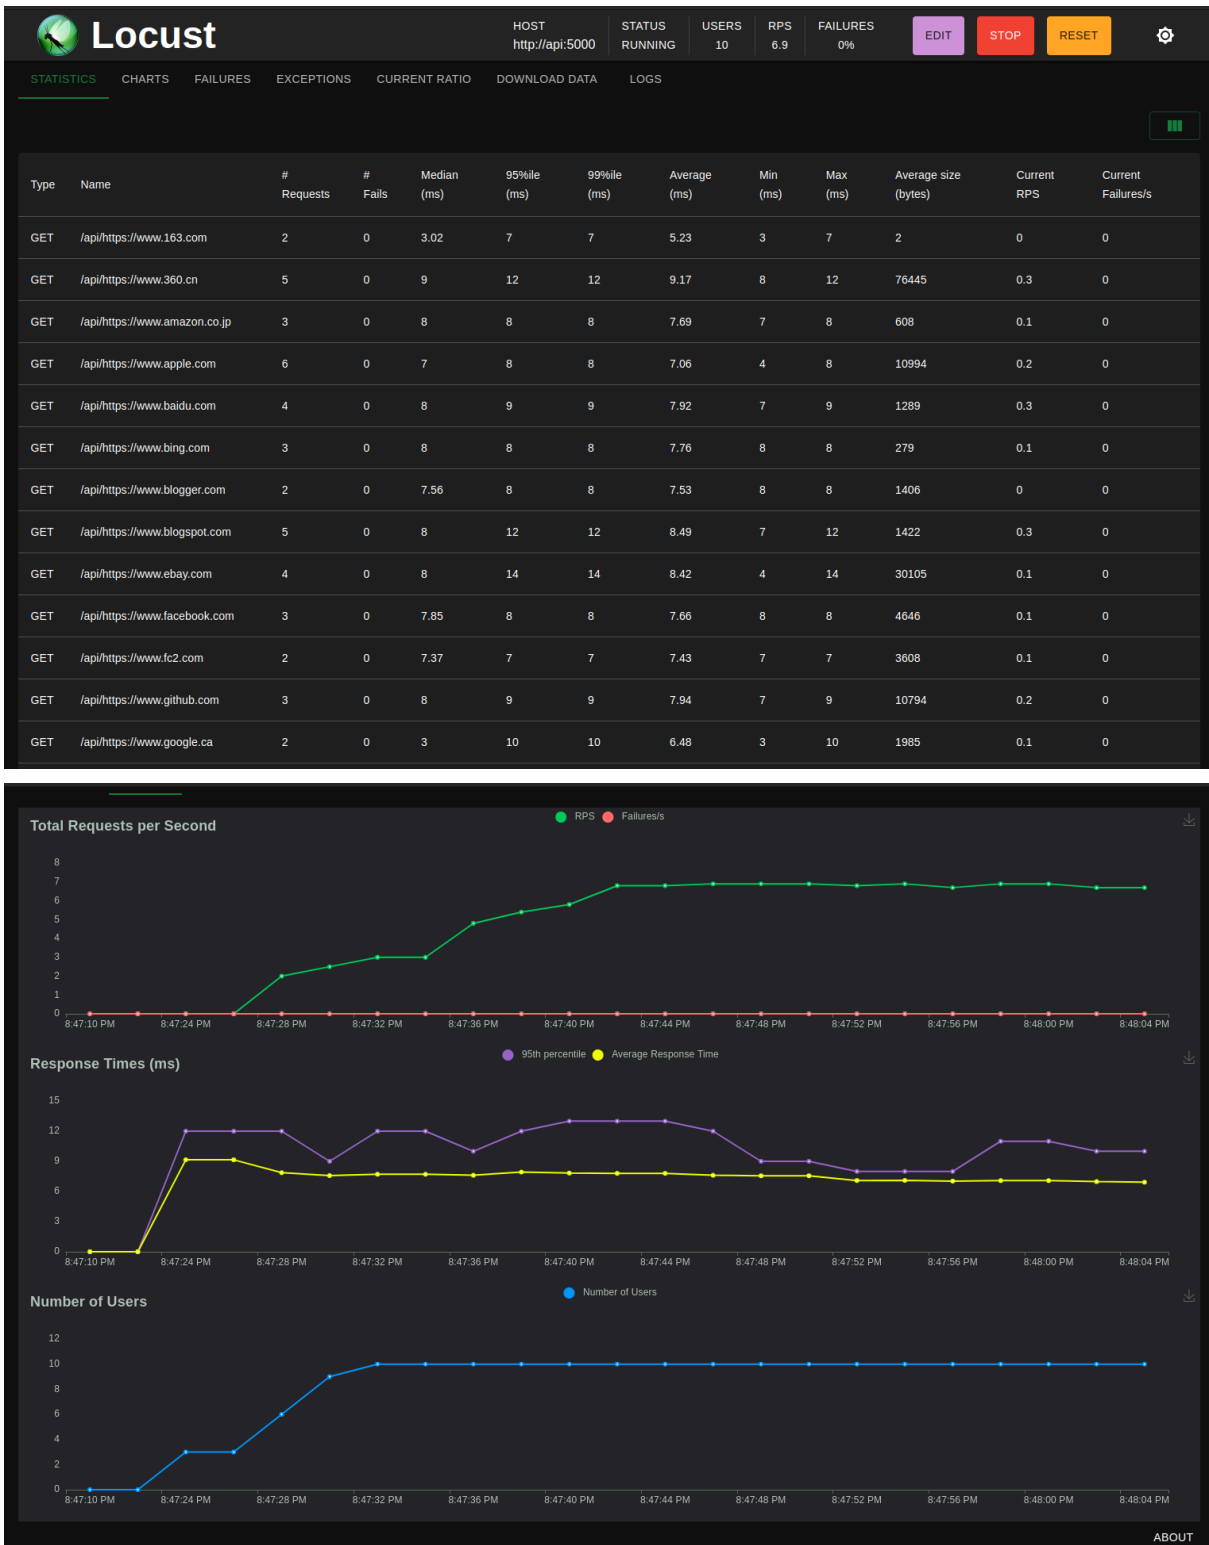 Locust
HOST STATUS USERS RPS FAILURES
http://api:5000 RUNNING 10 6.9 0%
EDIT STOP RESET
STATISTICS CHARTS FAILURES EXCEPTIONS CURRENT RATIO DOWNLOAD DATA LOGS
Type Name # Requests # Fails Median (ms) 95%ile (ms) 99%ile (ms) Average (ms) Min (ms) Max (ms) Average size (bytes) Current RPS Current Failures/s
GET /api/https://www.163.com 2 0 3.02 7 7 5.23 3 7 2 0 0
GET /api/https://www.360.cn 5 0 9 12 12 9.17 8 12 76445 0.3 0
GET /api/https://www.amazon.co.jp 3 0 8 8 8 7.69 7 8 608 0.1 0
GET /api/https://www.apple.com 6 0 7 8 8 7.06 4 8 10994 0.2 0
GET /api/https://www.baidu.com 4 0 8 9 9 7.92 7 9 1289 0.3 0
GET /api/https://www.bing.com 3 0 8 8 8 7.76 8 8 279 0.1 0
GET /api/https://www.blogger.com 2 0 7.56 8 8 7.53 8 8 1406 0 0
GET /api/https://www.blogspot.com 5 0 8 12 12 8.49 7 12 1422 0.3 0
GET /api/https://www.ebay.com 4 0 8 14 14 8.42 4 14 30105 0.1 0
GET /api/https://www.facebook.com 3 0 7.85 8 8 7.66 8 8 4646 0.1 0
GET /api/https://www.fc2.com 2 0 7.37 7 7 7.43 7 7 3608 0.1 0
GET /api/https://www.github.com 3 0 8 9 9 7.94 7 9 10794 0.2 0
GET /api/https://www.google.ca 2 0 3 10 10 6.48 3 10 1985 0.1 0
Total Requests per Second
RPS Failures/s
8
7
6
5
4
3
2
1
0
8:47:10 PM 8:47:24 PM 8:47:28 PM 8:47:32 PM 8:47:36 PM 8:47:40 PM 8:47:44 PM 8:47:48 PM 8:47:52 PM 8:47:56 PM 8:48:00 PM 8:48:04 PM
Response Times (ms)
95th percentile Average Response Time
15
12
9
6
3
0
8:47:10 PM 8:47:24 PM 8:47:28 PM 8:47:32 PM 8:47:36 PM 8:47:40 PM 8:47:44 PM 8:47:48 PM 8:47:52 PM 8:47:56 PM 8:48:00 PM 8:48:04 PM
Number of Users
Number of Users
12
10
8
6
4
2
0
8:47:10 PM 8:47:24 PM 8:47:28 PM 8:47:32 PM 8:47:36 PM 8:47:40 PM 8:47:44 PM 8:47:48 PM 8:47:52 PM 8:47:56 PM 8:48:00 PM 8:48:04 PM
ABOUT